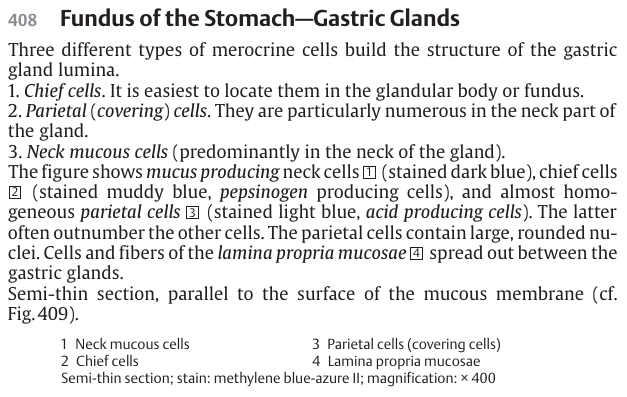 408 Fundus of the Stomach—Gastric Glands
Three different types of merocrine cells build the structure of the gastric
gland lumina.
1. Chief cells. It is easiest to locate them in the glandular body or fundus.
2. Parietal (covering) cells. They are particularly numerous in the neck part of
the gland.
3. Neck mucous cells (predominantly in the neck of the gland).
The figure shows mucus producing neck cells 1 (stained dark blue), chief cells
2 (stained muddy blue, pepsinogen producing cells), and almost homo-
geneous parietal cells 3 (stained light blue, acid producing cells). The latter
often outnumber the other cells. The parietal cells contain large, rounded nu-
clei. Cells and fibers of the lamina propria mucosae 4 spread out between the
gastric glands.
Semi-thin section, parallel to the surface of the mucous membrane (cf.
Fig. 409).
1 Neck mucous cells 3 Parietal cells (covering cells)
2 Chief cells 4 Lamina propria mucosae
Semi-thin section; stain: methylene blue-azure II; magnification: × 400